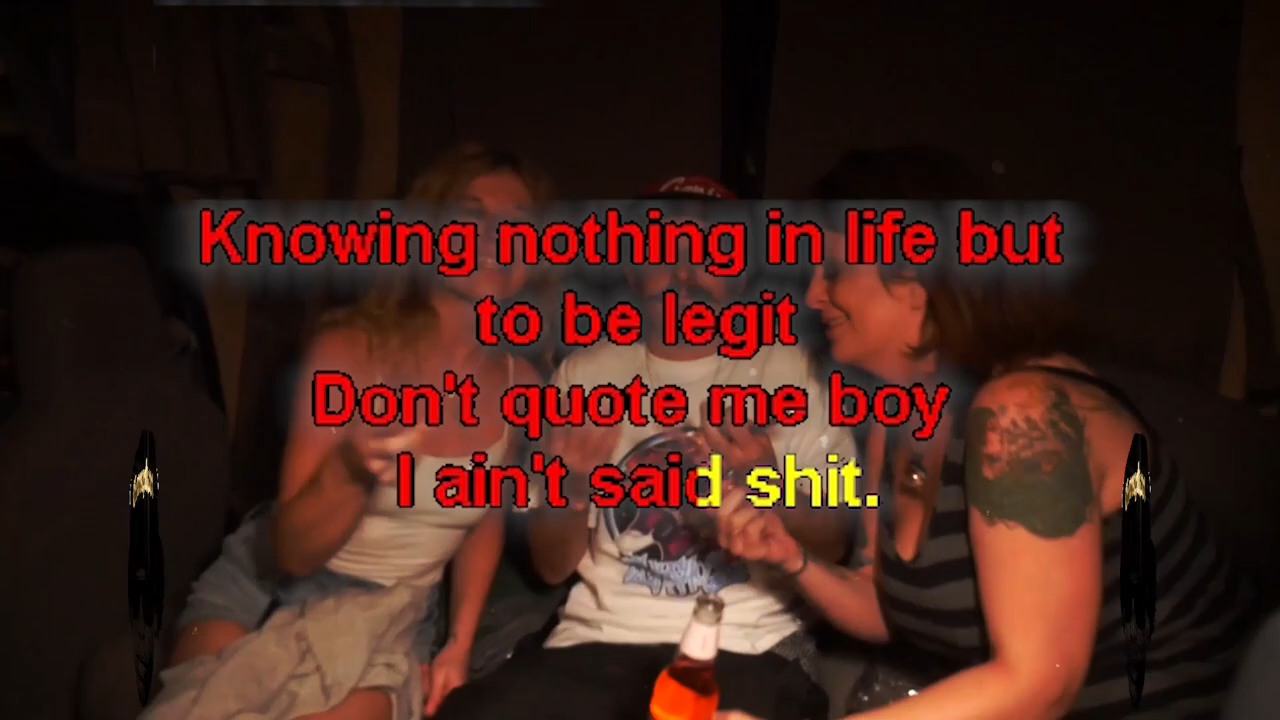 Knowing nothing in life but
to be legit
Don't quote me boy
I ain't said shit.